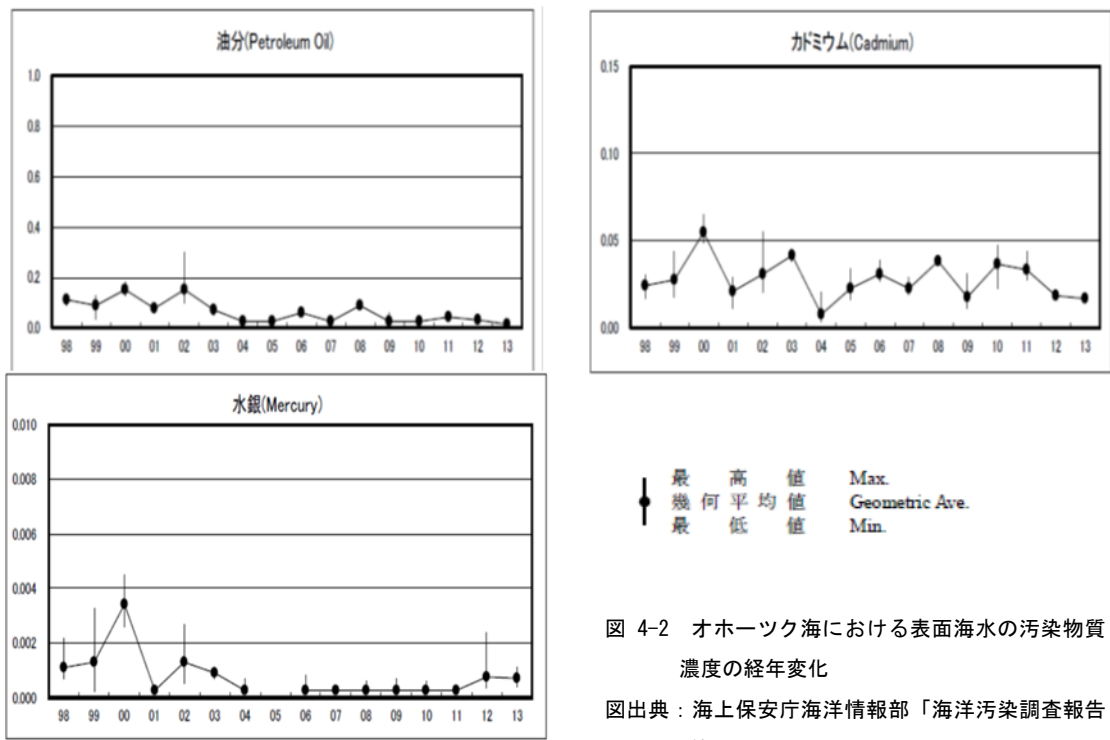 油分(Petroleum Oil)
1.0
0.8
0.6
0.4
0.2
0.0
98 99 00 01 02 03 04 05 06 07 08 09 10 11 12 13
カドミウム(Cadmium)
0.15
0.10
0.05
0.00
98 99 00 01 02 03 04 05 06 07 08 09 10 11 12 13
水銀(Mercury)
0.010
0.008
0.006
0.004
0.002
0.000
98 99 00 01 02 03 04 05 06 07 08 09 10 11 12 13
最高値 Max.
幾何平均値 Geometric Ave.
最低値 Min.
図 4-2 オホーツク海における表面海水の汚染物質
濃度の経年変化
図出典：海上保安庁海洋情報部「海洋汚染調査報告